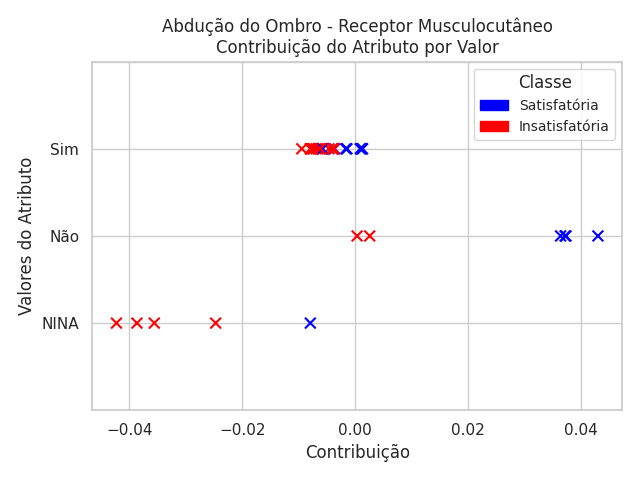 Abdução do Ombro - Receptor Musculocutâneo
Contribuição do Atributo por Valor
Classe
Satisfatória
Insatisfatória
Valores do Atributo
Sim
Não
NINA
−0.04
−0.02
0.00
0.02
0.04
Contribuição